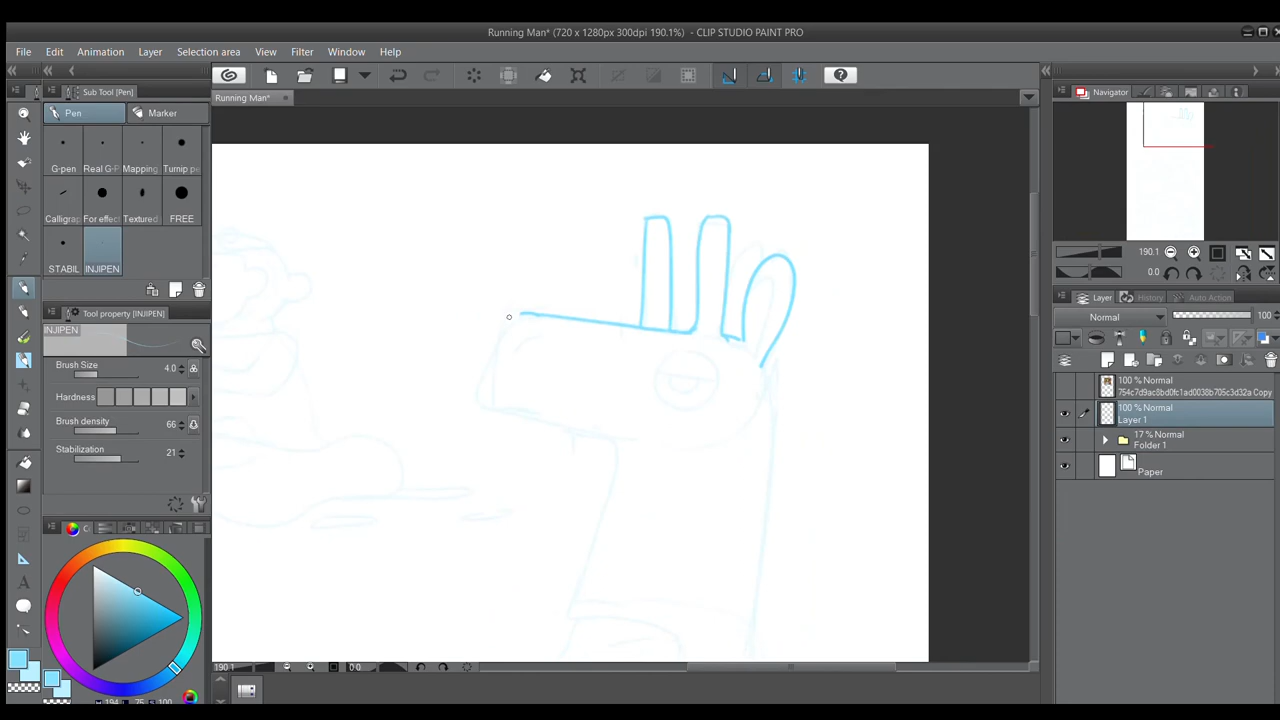 Running Man* (720 x 1280px 300dpi 190.1%) - CLIP STUDIO PAINT PRO
File Edit Animation Layer Selection area View Filter Window Help
Sub Tool [Pen]
Running Man*
Navigator
Pen Marker
G-pen Real G-P Mapping Turnip pe
Calligrap For effect Textured FREE
STABIL INJIPEN
190.1
0.0
Tool property [INJIPEN]
INJIPEN
Brush Size 4.0
Hardness
Brush density 66
Stabilization 21
Layer History Auto Action
Normal 100
100 % Normal
754c7d9ac8bd0fc1ad0038b705c3d32a Copy
100 % Normal
Layer 1
17 % Normal
Folder 1
Paper
190.1 0.0